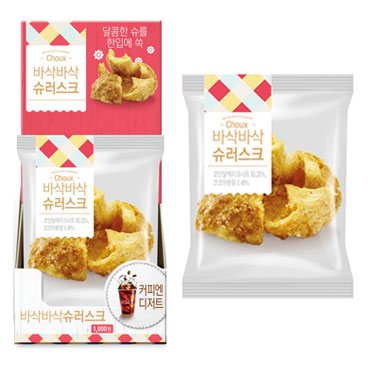 달콤한 슈를
한입에 쏙
Choux
바삭바삭
슈러스크
Choux
바삭바삭
슈러스크
커피엔
디저트
바삭바삭슈러스크
1,000원
Choux
바삭바삭
슈러스크